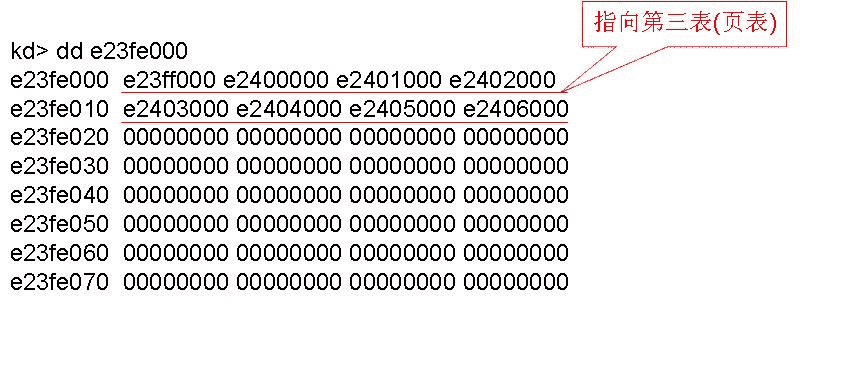 指向第三表(页表)
kd> dd e23fe000
e23fe000 e23ff000 e2400000 e2401000 e2402000
e23fe010 e2403000 e2404000 e2405000 e2406000
e23fe020 00000000 00000000 00000000 00000000
e23fe030 00000000 00000000 00000000 00000000
e23fe040 00000000 00000000 00000000 00000000
e23fe050 00000000 00000000 00000000 00000000
e23fe060 00000000 00000000 00000000 00000000
e23fe070 00000000 00000000 00000000 00000000